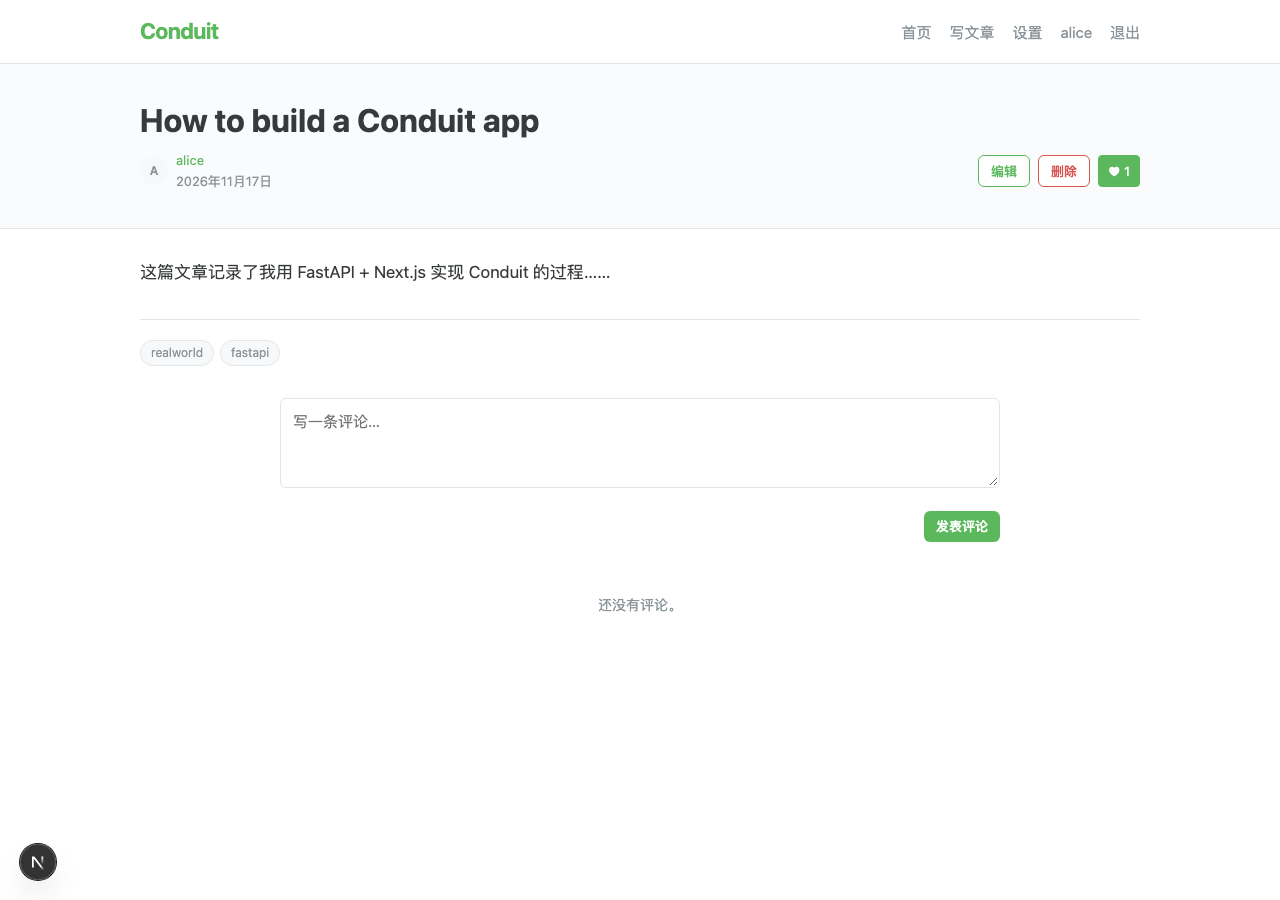 Conduit
首页 写文章 设置 alice 退出
How to build a Conduit app
A
alice
2026年11月17日
编辑 删除 1
这篇文章记录了我用 FastAPI + Next.js 实现 Conduit 的过程……
realworld fastapi
写一条评论...
发表评论
还没有评论。
N